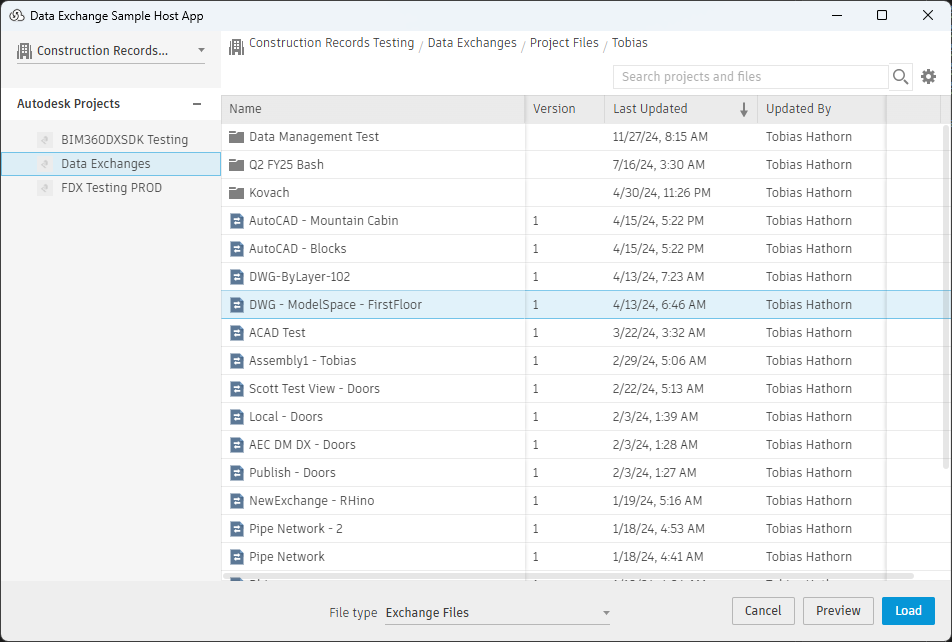 Data Exchange Sample Host App
Construction Records...
Construction Records Testing / Data Exchanges / Project Files / Tobias
Search projects and files
Autodesk Projects
BIM360DXSDK Testing
Data Exchanges
FDX Testing PROD
Name Version Last Updated Updated By
Data Management Test 11/27/24, 8:15 AM Tobias Hathorn
Q2 FY25 Bash 7/16/24, 3:30 AM Tobias Hathorn
Kovach 4/30/24, 11:26 PM Tobias Hathorn
AutoCAD - Mountain Cabin 1 4/15/24, 5:22 PM Tobias Hathorn
AutoCAD - Blocks 1 4/15/24, 5:22 PM Tobias Hathorn
DWG-ByLayer-102 1 4/13/24, 7:23 AM Tobias Hathorn
DWG - ModelSpace - FirstFloor 1 4/13/24, 6:46 AM Tobias Hathorn
ACAD Test 1 3/22/24, 3:32 AM Tobias Hathorn
Assembly1 - Tobias 1 2/29/24, 5:06 AM Tobias Hathorn
Scott Test View - Doors 1 2/22/24, 5:13 AM Tobias Hathorn
Local - Doors 1 2/3/24, 1:39 AM Tobias Hathorn
AEC DM DX - Doors 1 2/3/24, 1:28 AM Tobias Hathorn
Publish - Doors 1 2/3/24, 1:27 AM Tobias Hathorn
NewExchange - RHino 1 1/19/24, 5:16 AM Tobias Hathorn
Pipe Network - 2 1 1/18/24, 4:53 AM Tobias Hathorn
Pipe Network 1 1/18/24, 4:41 AM Tobias Hathorn
File type Exchange Files
Cancel Preview Load